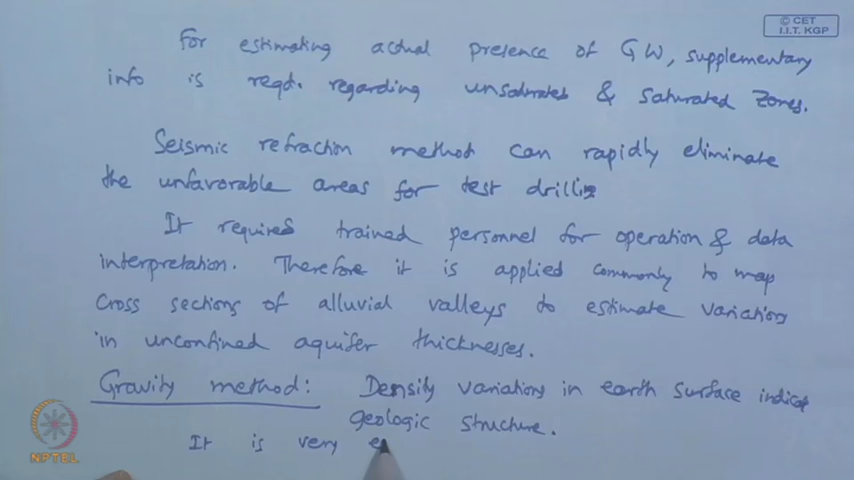 © CET
I.I.T. KGP
For estimating actual presence of GW, supplementary
info is reqd. regarding unsaturated & saturated zones.
Seismic refraction method can rapidly eliminate
the unfavorable areas for test drilling
It requires trained personnel for operation & data
interpretation. Therefore it is applied commonly to map
cross sections of alluvial valleys to estimate variations
in unconfined aquifer thicknesses.
Gravity method: Density variations in earth surface indicate
geologic structure.
It is very e
NPTEL